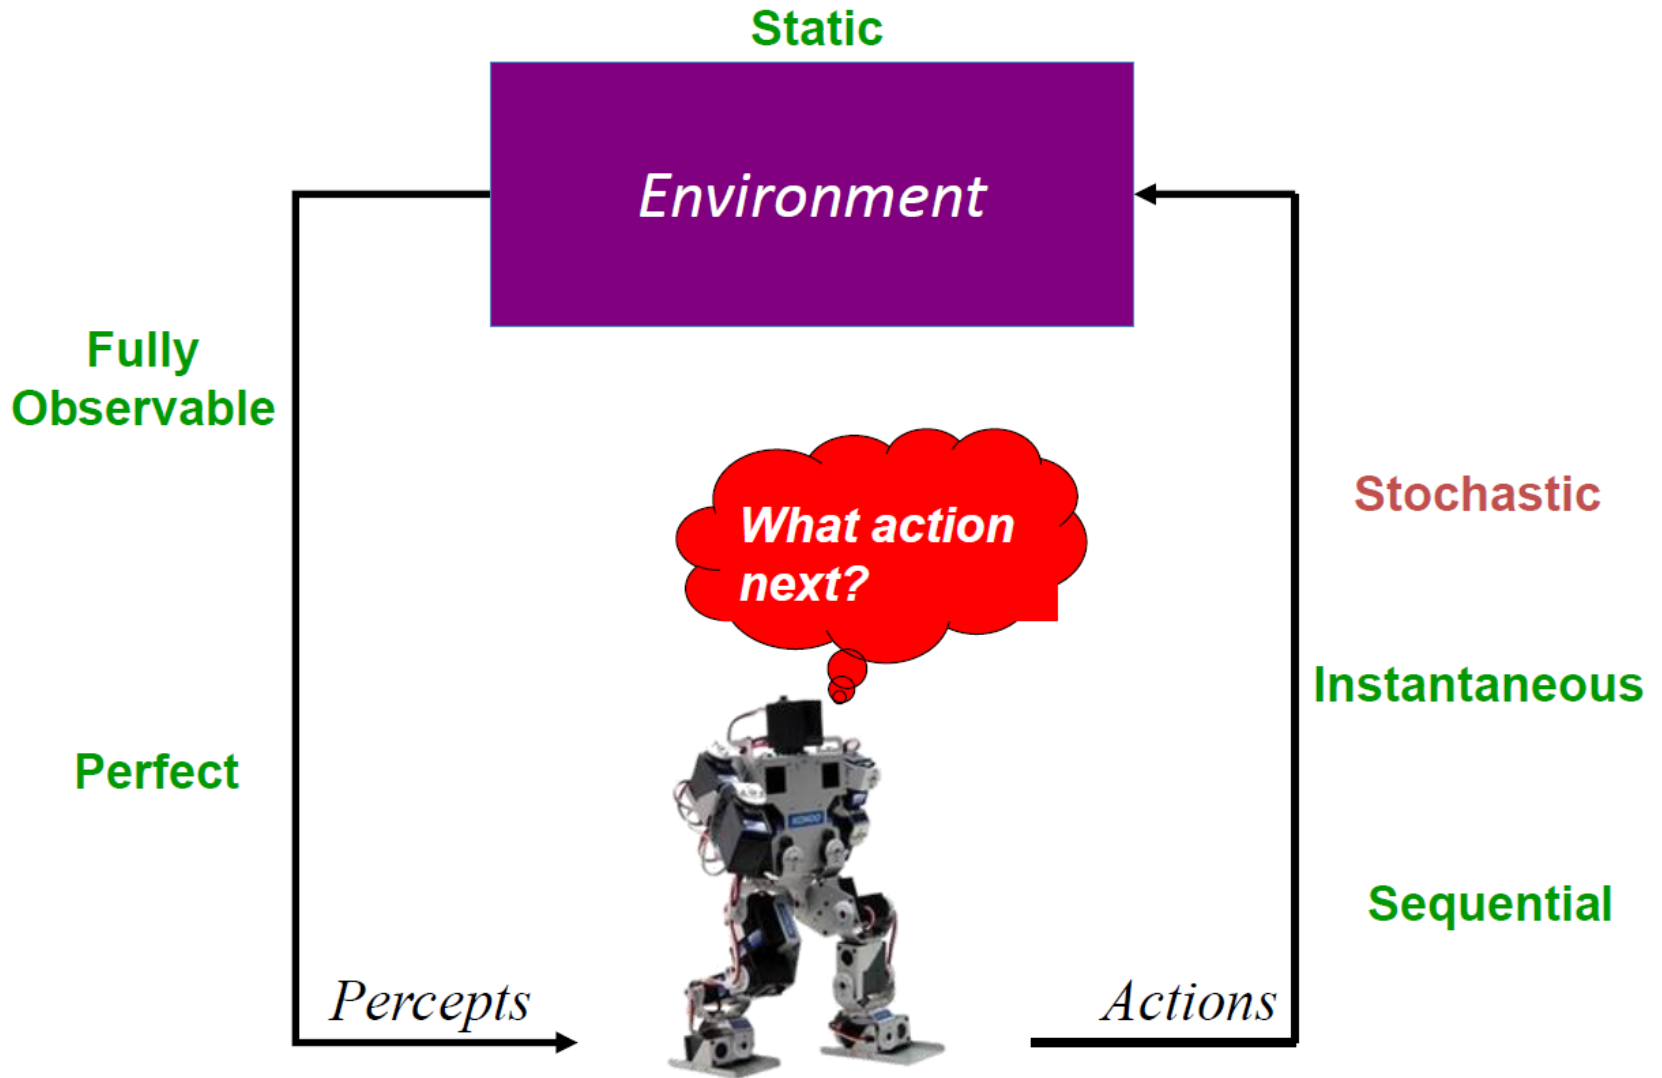 Static
Environment
Fully
Observable
What action
next?
Stochastic
Instantaneous
Perfect
Sequential
Percepts
Actions